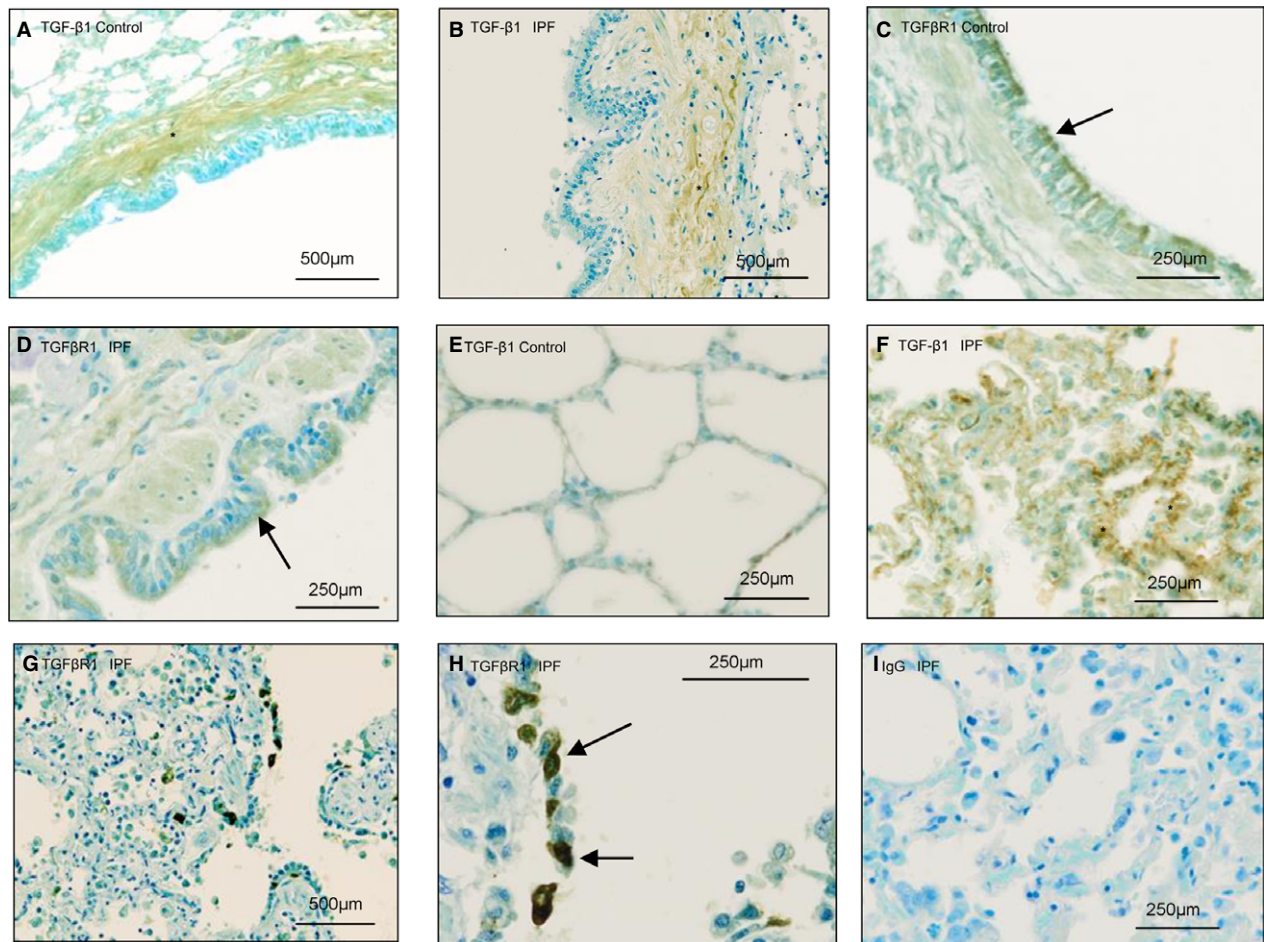 A TGF-β1 Control
500µm
B TGF-β1 IPF
500µm
C TGFβR1 Control
250µm
D TGFβR1 IPF
250µm
E TGF-β1 Control
250µm
F TGF-β1 IPF
250µm
G TGFβR1 IPF
500µm
H TGFβR1 IPF
250µm
I IgG IPF
250µm